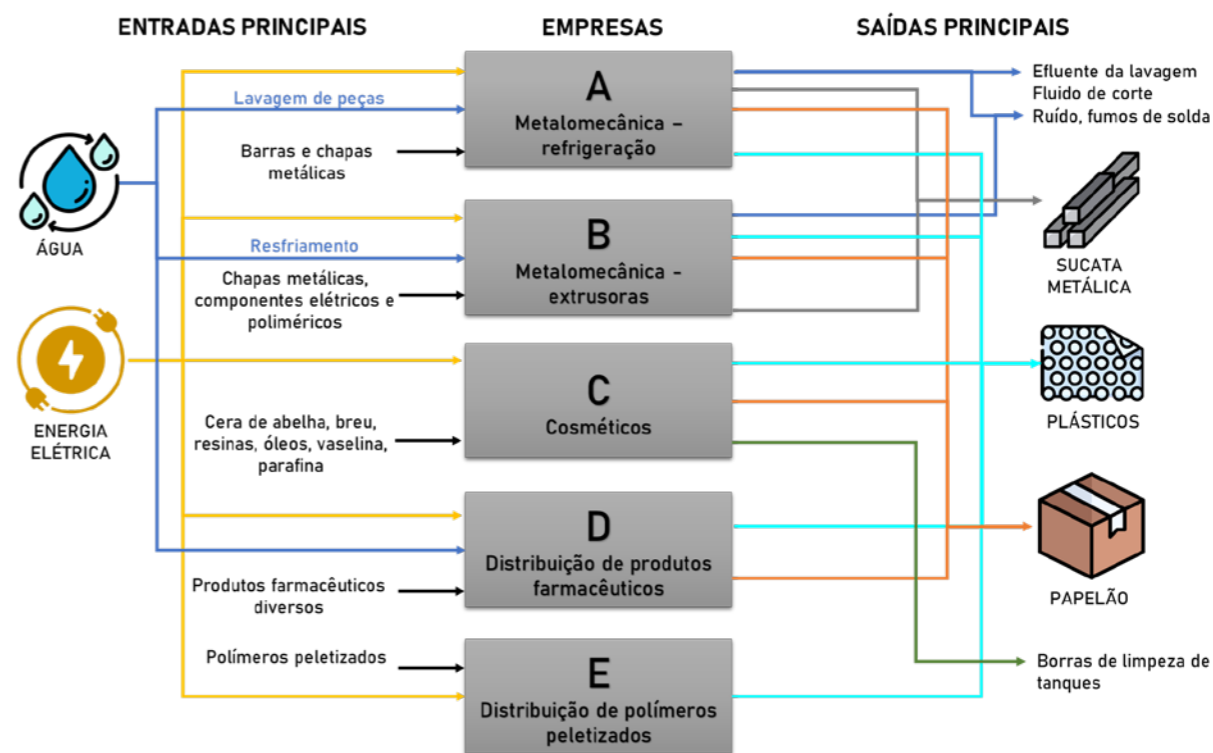 ENTRADAS PRINCIPAIS
EMPRESAS
SAÍDAS PRINCIPAIS
A
Metalomecânica –
refrigeração
Lavagem de peças
Barras e chapas
metálicas
ÁGUA
Efluente da lavagem
Fluido de corte
Ruído, fumos de solda
B
Metalomecânica -
extrusoras
Resfriamento
Chapas metálicas,
componentes elétricos e
poliméricos
SUCATA
METÁLICA
ENERGIA
ELÉTRICA
C
Cosméticos
Cera de abelha, breu,
resinas, óleos, vaselina,
parafina
PLÁSTICOS
D
Distribuição de produtos
farmacêuticos
Produtos farmacêuticos
diversos
PAPELÃO
Polímeros peletizados
E
Distribuição de polímeros
peletizados
Borras de limpeza de
tanques